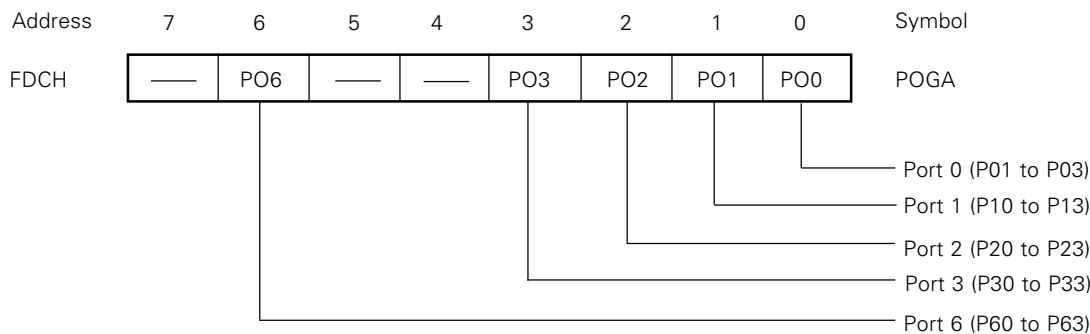 Address 7 6 5 4 3 2 1 0 Symbol
FDCH — PO6 — — PO3 PO2 PO1 PO0 POGA
Port 0 (P01 to P03)
Port 1 (P10 to P13)
Port 2 (P20 to P23)
Port 3 (P30 to P33)
Port 6 (P60 to P63)